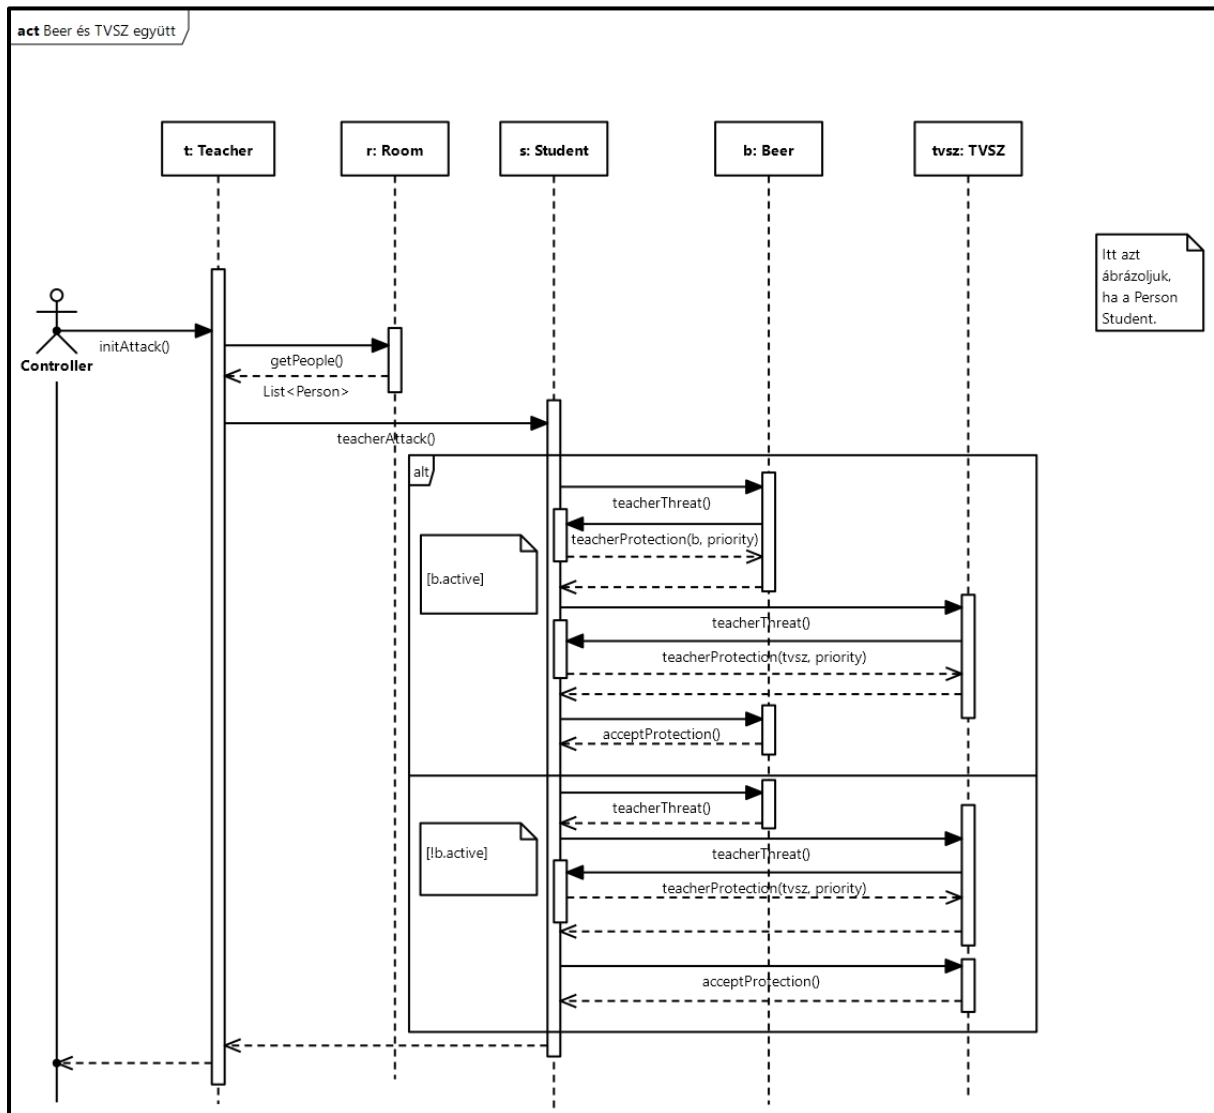 act Beer és TVSZ együtt
t: Teacher
r: Room
s: Student
b: Beer
tvsz: TVSZ
Itt azt
ábrázoljuk,
ha a Person
Student.
Controller
initAttack()
getPeople()
List<Person>
teacherAttack()
alt
teacherThreat()
teacherProtection(b, priority)
[b.active]
teacherThreat()
teacherProtection(tvsz, priority)
acceptProtection()
teacherThreat()
[!b.active]
teacherThreat()
teacherProtection(tvsz, priority)
acceptProtection()